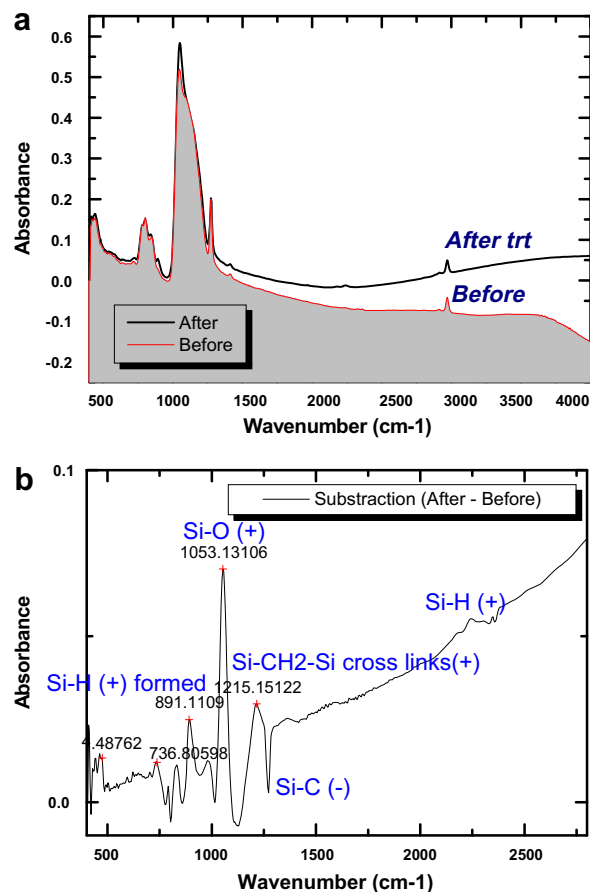 a
0.6
0.5
0.4
0.3
0.2
0.1
0.0
-0.1
-0.2
Absorbance
After trt
Before
After
Before
500 1000 1500 2000 2500 3000 3500 4000
Wavenumber (cm-1)
b
0.1
0.0
Absorbance
Substraction (After - Before)
Si-O (+)
1053.13106
Si-H (+)
Si-CH2-Si cross links(+)
Si-H (+) formed
1215.15122
891.1109
736.80598
Si-C (-)
500 1000 1500 2000 2500
Wavenumber (cm-1)